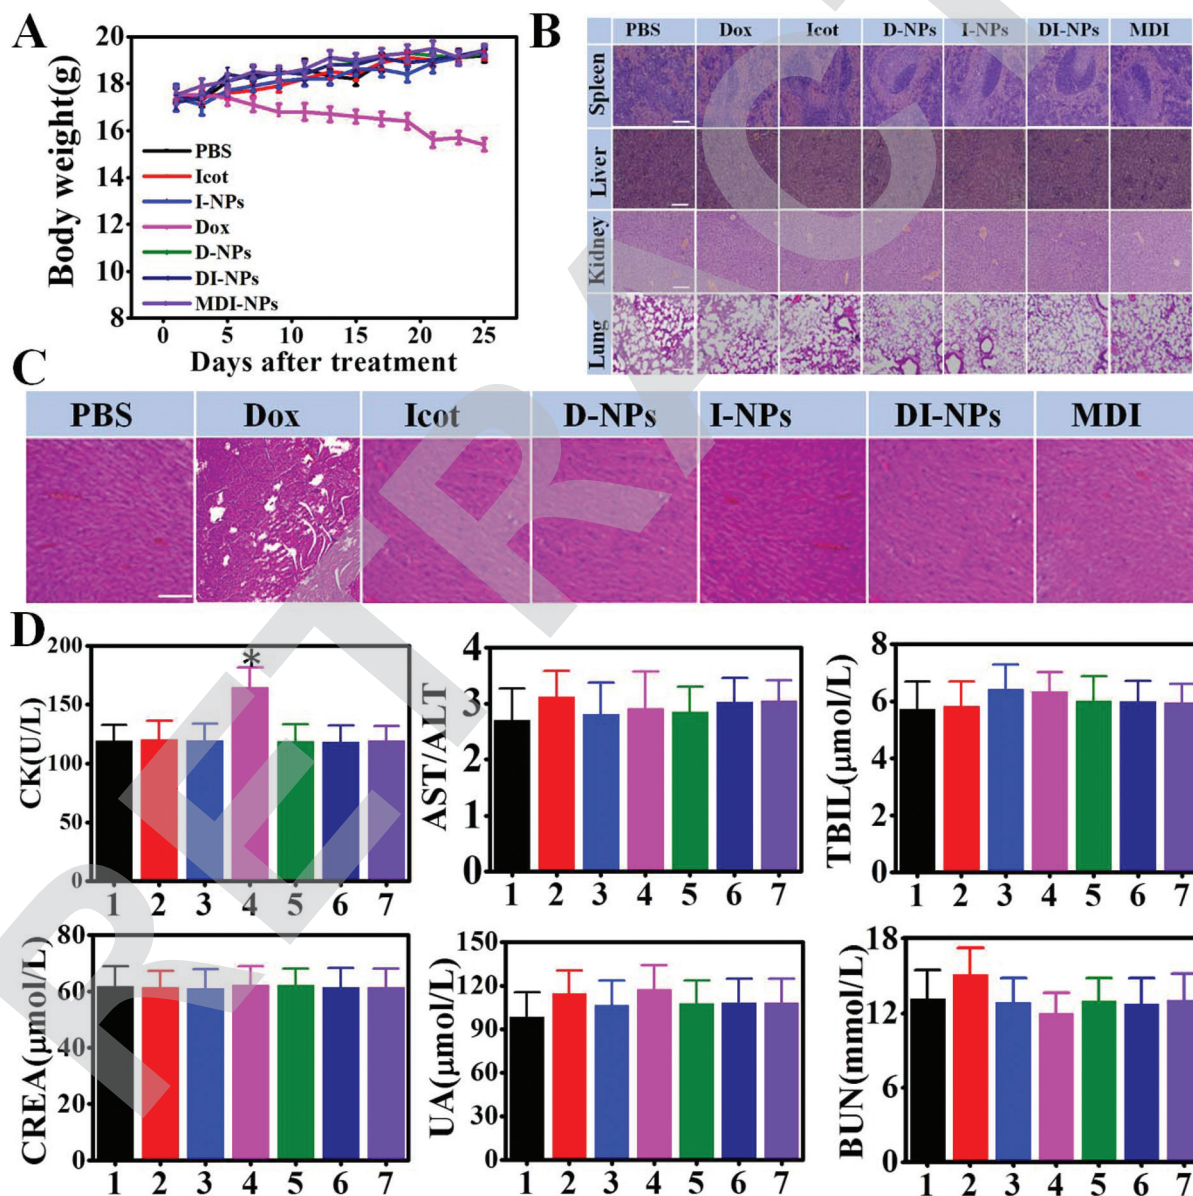 A
20
18
16
14
12
10
8
Body weight(g)
PBS
Icot
I-NPs
Dox
D-NPs
DI-NPs
MDI-NPs
0 5 10 15 20 25
Days after treatment
B
PBS Dox Icot D-NPs I-NPs DI-NPs MDI
Spleen
Liver
Kidney
Lung
C
PBS Dox Icot D-NPs I-NPs DI-NPs MDI
D
200
150
100
50
0
CK(U/L)
*
1 2 3 4 5 6 7
4
3
2
1
0
AST/ALT
1 2 3 4 5 6 7
8
6
4
2
0
TBIL(μmol/L)
1 2 3 4 5 6 7
80
60
40
20
0
CREA(μmol/L)
1 2 3 4 5 6 7
150
120
90
60
30
0
UA(μmol/L)
1 2 3 4 5 6 7
18
12
6
0
BUN(mmol/L)
1 2 3 4 5 6 7